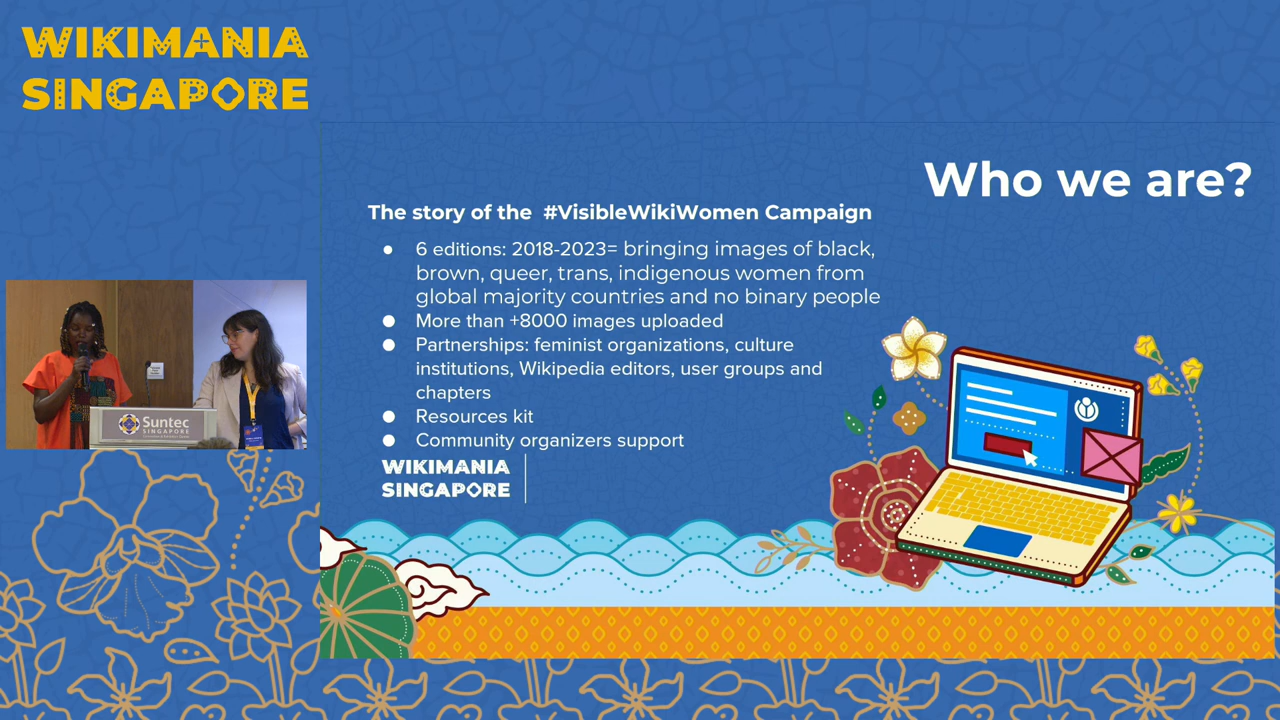 WIKIMANIA
SINGAPORE
Who we are?
The story of the #VisibleWikiWomen Campaign
● 6 editions: 2018-2023= bringing images of black,
brown, queer, trans, indigenous women from
global majority countries and no binary people
● More than +8000 images uploaded
● Partnerships: feminist organizations, culture
institutions, Wikipedia editors, user groups and
chapters
● Resources kit
● Community organizers support
WIKIMANIA
SINGAPORE
Suntec
SINGAPORE